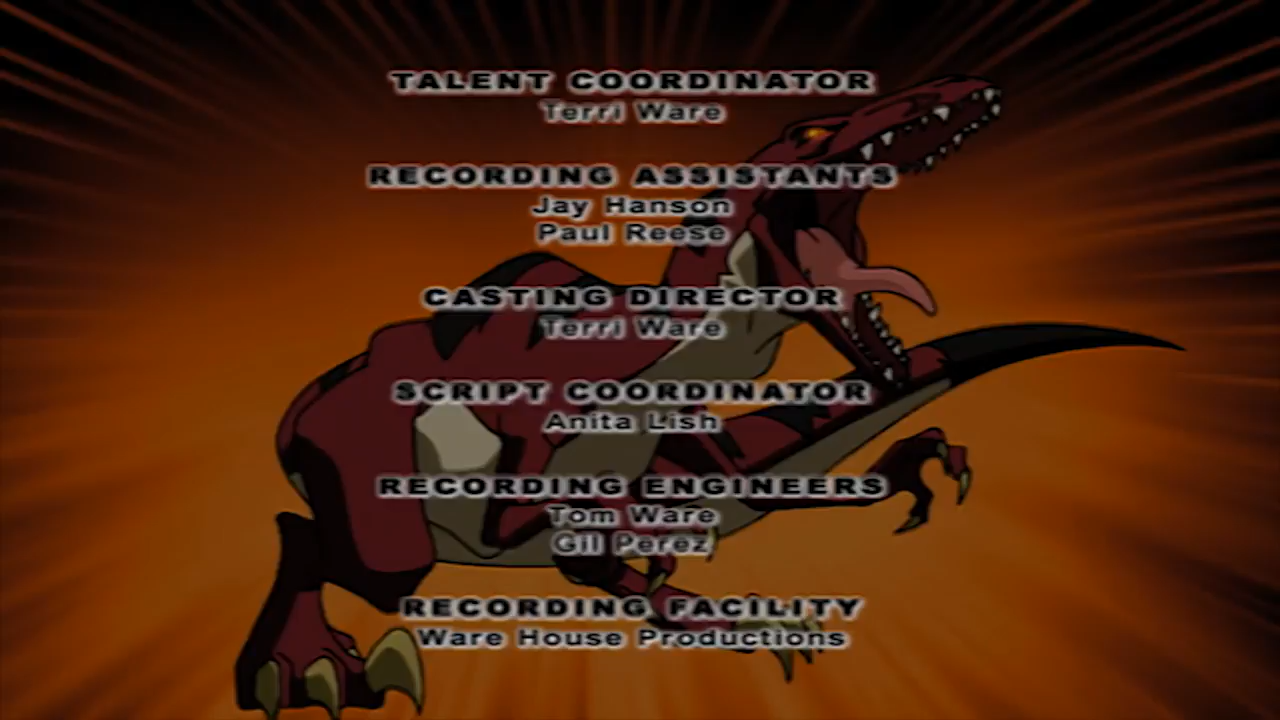 TALENT COORDINATOR
Terri Ware
RECORDING ASSISTANTS
Jay Hanson
Paul Reese
CASTING DIRECTOR
Terri Ware
SCRIPT COORDINATOR
Anita Lish
RECORDING ENGINEERS
Tom Ware
Gil Perez
RECORDING FACILITY
Ware House Productions